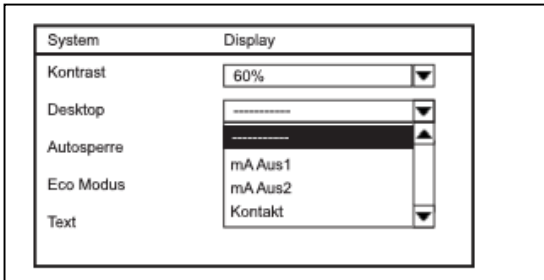 System Display
Kontrast 60%
Desktop -----------
-----------
Autosperre
mA Aus1
Eco Modus mA Aus2
Kontakt
Text